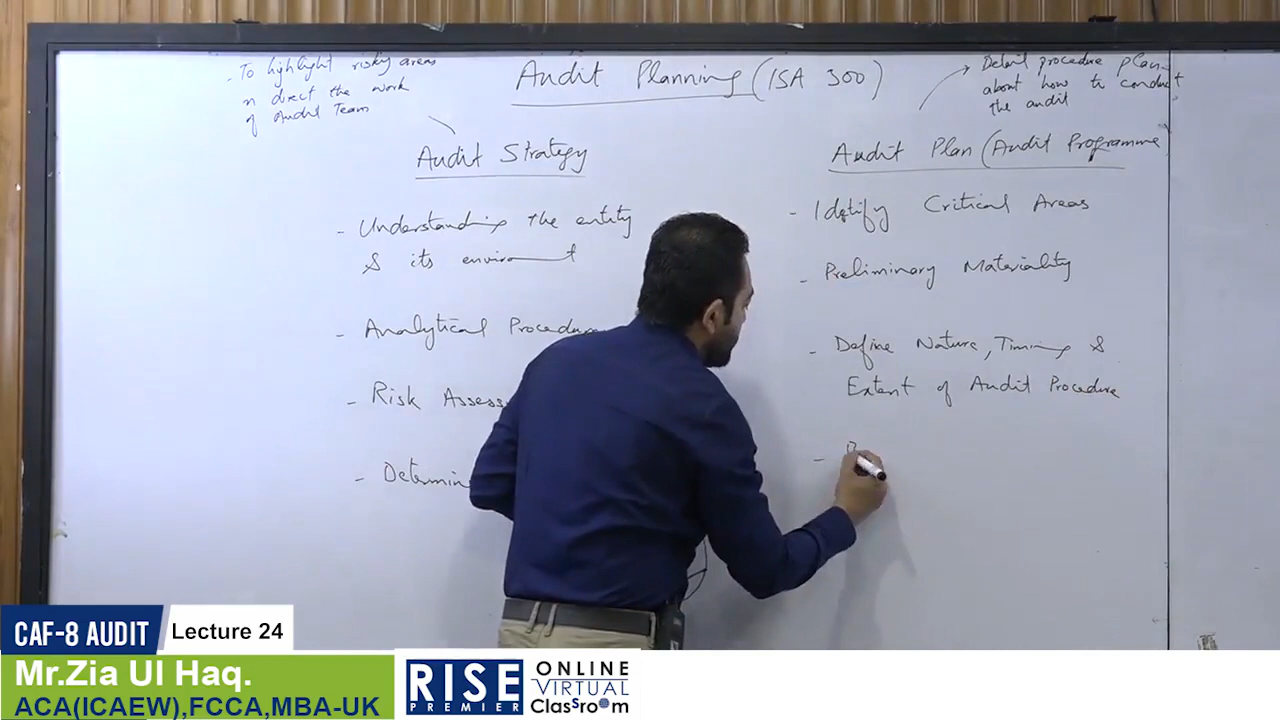 - To highlight risky areas
n direct the work
of Audit Team
Audit Planning (ISA 300)
Detail procedure plan
about how to conduct
the audit
Audit Strategy
- Understanding the entity
& its enviroment
- Analytical Procedure
- Risk Assess
- Determin
Audit Plan (Audit Programme
- Identify Critical Areas
- Preliminary Materiality
- Define Nature, Timing &
Extent of Audit Procedure
-
CAF-8 AUDIT
Lecture 24
Mr.Zia Ul Haq.
ACA(ICAEW),FCCA,MBA-UK
RISE
PREMIER
ONLINE
VIRTUAL
Classroom